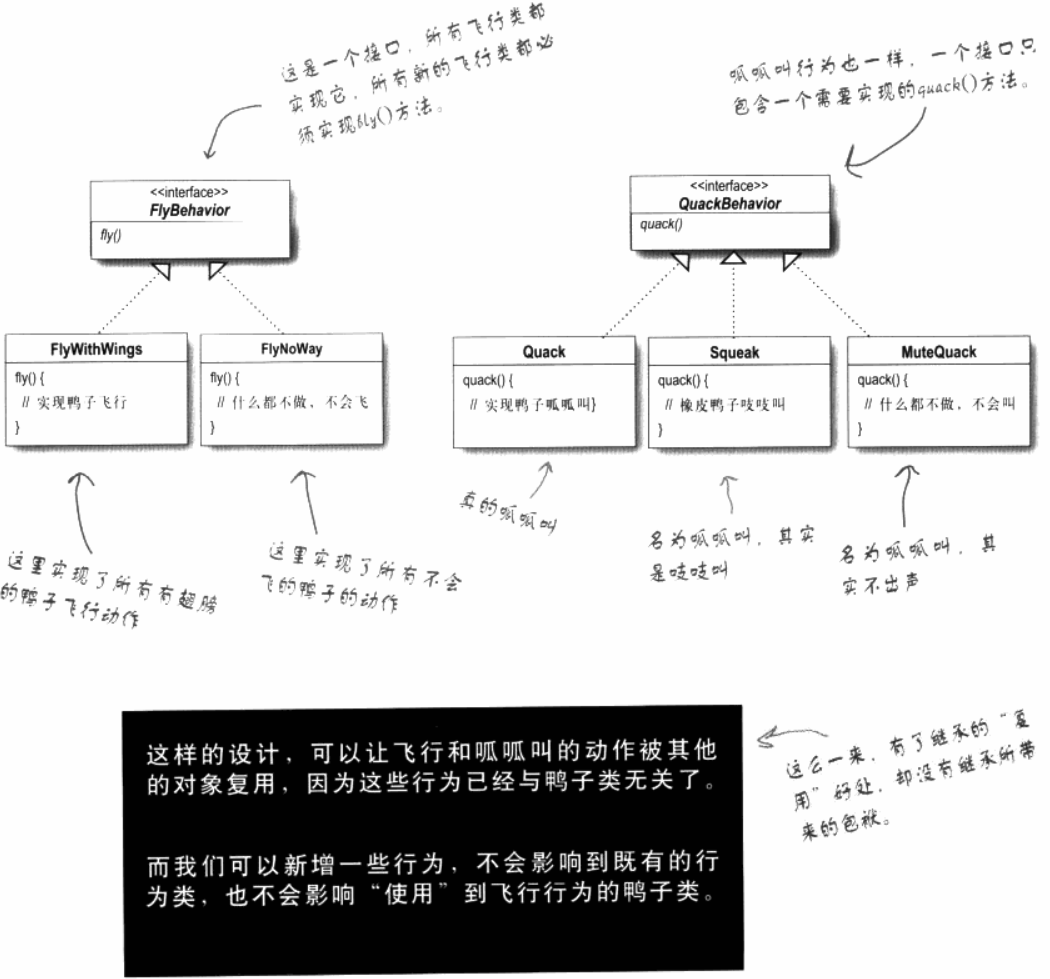 这是一个接口，所有飞行类都
实现它，所有新的飞行类都必
须实现fly()方法。
呱呱叫行为也一样，一个接口只
包含一个需要实现的quack()方法。
<<interface>>
FlyBehavior
fly()
<<interface>>
QuackBehavior
quack()
FlyWithWings
fly() {
// 实现鸭子飞行
}
FlyNoWay
fly() {
// 什么都不做，不会飞
}
Quack
quack() {
// 实现鸭子呱呱叫}
Squeak
quack() {
// 橡皮鸭子吱吱叫
}
MuteQuack
quack() {
// 什么都不做，不会叫
}
这里实现了所有有翅膀
的鸭子飞行动作
这里实现了所有不会
飞的鸭子的动作
真的呱呱叫
名为呱呱叫，其实
是吱吱叫
名为呱呱叫，其
实不出声
这样的设计，可以让飞行和呱呱叫的动作被其他
的对象复用，因为这些行为已经与鸭子类无关了。
而我们可以新增一些行为，不会影响到既有的行
为类，也不会影响“使用”到飞行行为的鸭子类。
这么一来，有了继承的“复
用”好处，却没有继承所带
来的包袱。